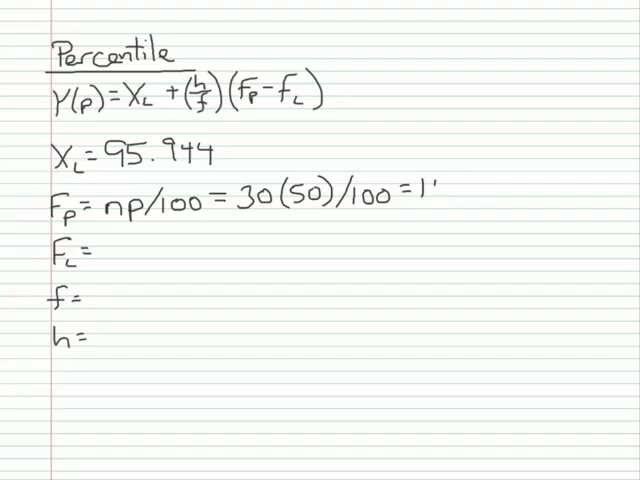 Percentile
Y(p) = X_L + (h/f)(F_p - f_L)
X_L = 95.944
F_p = np/100 = 30(50)/100 = 1
F_L =
f =
h =